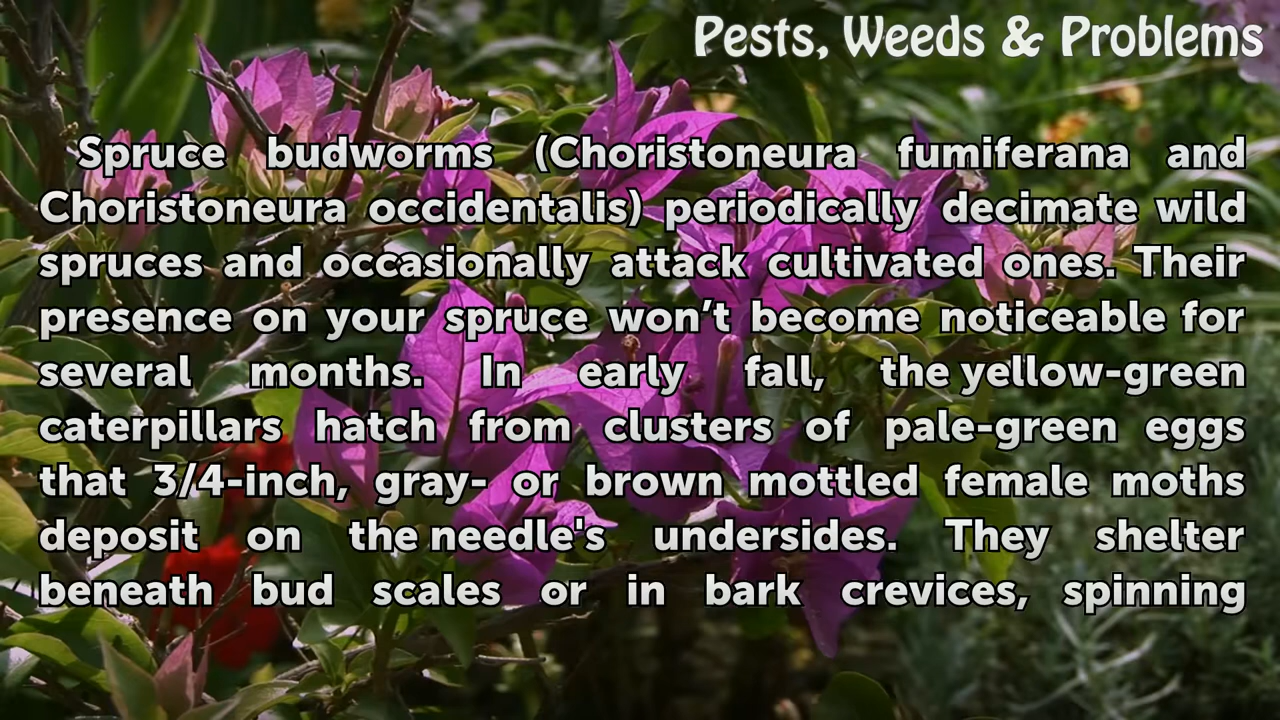 Pests, Weeds & Problems
Spruce budworms (Choristoneura fumiferana and
Choristoneura occidentalis) periodically decimate wild
spruces and occasionally attack cultivated ones. Their
presence on your spruce won’t become noticeable for
several months. In early fall, the yellow-green
caterpillars hatch from clusters of pale-green eggs
that 3/4-inch, gray- or brown mottled female moths
deposit on the needle's undersides. They shelter
beneath bud scales or in bark crevices, spinning